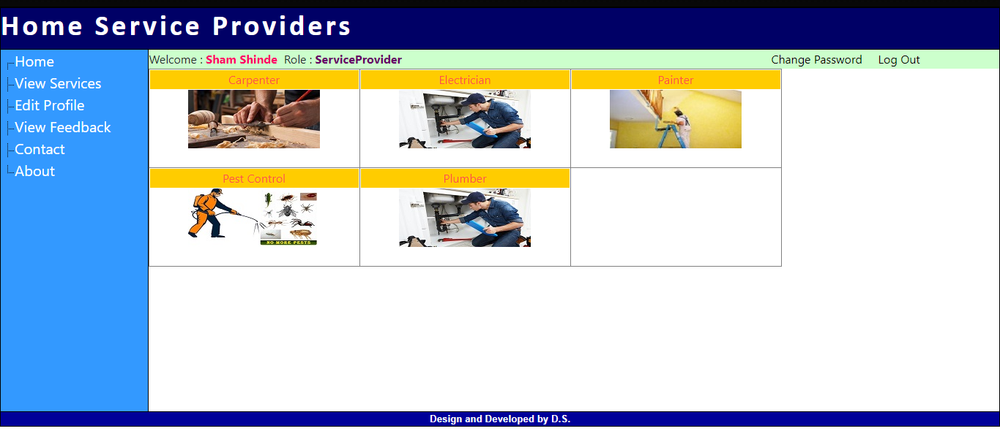 Home Service Providers
Welcome : Sham Shinde Role : ServiceProvider Change Password Log Out
Home
View Services
Edit Profile
View Feedback
Contact
About
Carpenter Electrician Painter
Pest Control Plumber
NO MORE PESTS
Design and Developed by D.S.